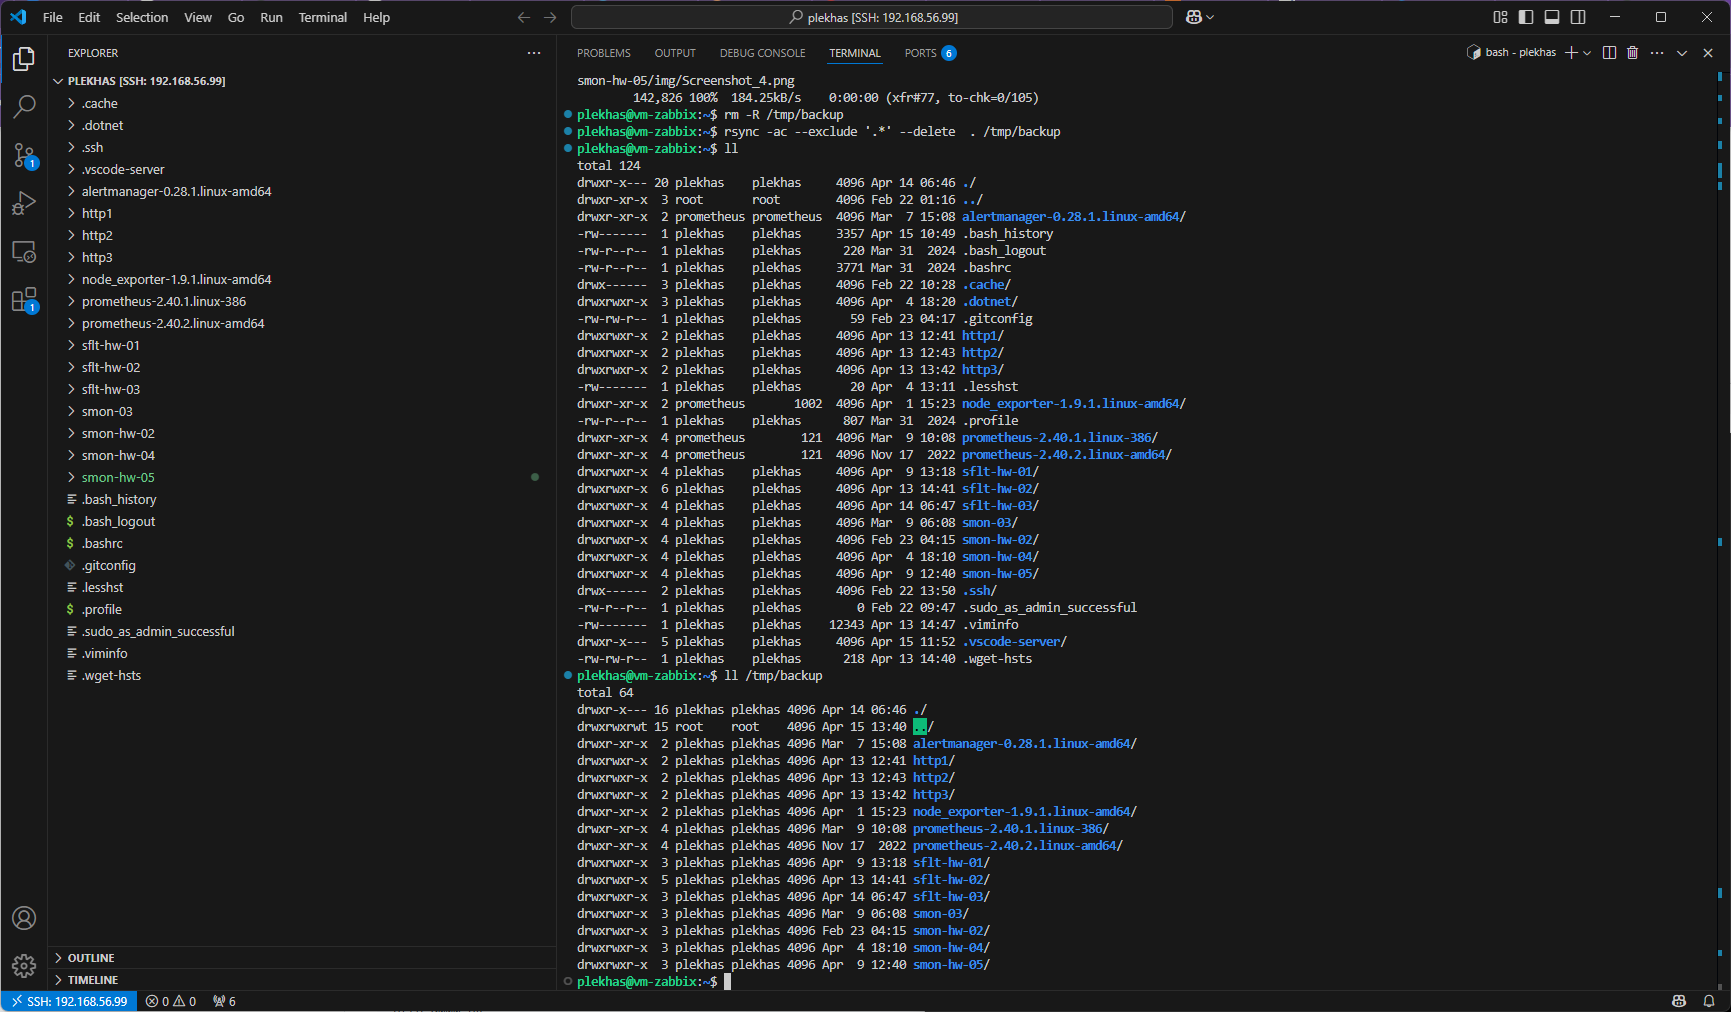 File Edit Selection View Go Run Terminal Help
plekhas [SSH: 192.168.56.99]
EXPLORER
PLEKHAS [SSH: 192.168.56.99]
.cache
.dotnet
.ssh
.vscode-server
alertmanager-0.28.1.linux-amd64
http1
http2
http3
node_exporter-1.9.1.linux-amd64
prometheus-2.40.1.linux-386
prometheus-2.40.2.linux-amd64
sflt-hw-01
sflt-hw-02
sflt-hw-03
smon-03
smon-hw-02
smon-hw-04
smon-hw-05
.bash_history
.bash_logout
.bashrc
.gitconfig
.lesshst
.profile
.sudo_as_admin_successful
.viminfo
.wget-hsts
OUTLINE
TIMELINE
1
1
PROBLEMS OUTPUT DEBUG CONSOLE TERMINAL PORTS 6
bash - plekhas
smon-hw-05/img/Screenshot_4.png
142,826 100% 184.25kB/s 0:00:00 (xfr#77, to-chk=0/105)
plekhas@vm-zabbix:~$ rm -R /tmp/backup
plekhas@vm-zabbix:~$ rsync -ac --exclude '.*' --delete . /tmp/backup
plekhas@vm-zabbix:~$ ll
total 124
drwxr-x--- 20 plekhas plekhas 4096 Apr 14 06:46 ./
drwxr-xr-x 3 root root 4096 Feb 22 01:16 ../
drwxr-xr-x 2 prometheus prometheus 4096 Mar 7 15:08 alertmanager-0.28.1.linux-amd64/
-rw------- 1 plekhas plekhas 3357 Apr 15 10:49 .bash_history
-rw-r--r-- 1 plekhas plekhas 220 Mar 31 2024 .bash_logout
-rw-r--r-- 1 plekhas plekhas 3771 Mar 31 2024 .bashrc
drwx------ 3 plekhas plekhas 4096 Feb 22 10:28 .cache/
drwxrwxr-x 3 plekhas plekhas 4096 Apr 4 18:20 .dotnet/
-rw-rw-r-- 1 plekhas plekhas 59 Feb 23 04:17 .gitconfig
drwxrwxr-x 2 plekhas plekhas 4096 Apr 13 12:41 http1/
drwxrwxr-x 2 plekhas plekhas 4096 Apr 13 12:43 http2/
drwxrwxr-x 2 plekhas plekhas 4096 Apr 13 13:42 http3/
-rw------- 1 plekhas plekhas 20 Apr 4 13:11 .lesshst
drwxr-xr-x 2 prometheus 1002 4096 Apr 1 15:23 node_exporter-1.9.1.linux-amd64/
-rw-r--r-- 1 plekhas plekhas 807 Mar 31 2024 .profile
drwxr-xr-x 4 prometheus 121 4096 Mar 9 10:08 prometheus-2.40.1.linux-386/
drwxr-xr-x 4 prometheus 121 4096 Nov 17 2022 prometheus-2.40.2.linux-amd64/
drwxrwxr-x 4 plekhas plekhas 4096 Apr 9 13:18 sflt-hw-01/
drwxrwxr-x 6 plekhas plekhas 4096 Apr 13 14:41 sflt-hw-02/
drwxrwxr-x 4 plekhas plekhas 4096 Apr 14 06:47 sflt-hw-03/
drwxrwxr-x 4 plekhas plekhas 4096 Mar 9 06:08 smon-03/
drwxrwxr-x 4 plekhas plekhas 4096 Feb 23 04:15 smon-hw-02/
drwxrwxr-x 4 plekhas plekhas 4096 Apr 4 18:10 smon-hw-04/
drwxrwxr-x 4 plekhas plekhas 4096 Apr 9 12:40 smon-hw-05/
drwx------ 2 plekhas plekhas 4096 Feb 22 13:50 .ssh/
-rw-r--r-- 1 plekhas plekhas 0 Feb 22 09:47 .sudo_as_admin_successful
-rw------- 1 plekhas plekhas 12343 Apr 13 14:47 .viminfo
drwxr-x--- 5 plekhas plekhas 4096 Apr 15 11:52 .vscode-server/
-rw-rw-r-- 1 plekhas plekhas 218 Apr 13 14:40 .wget-hsts
plekhas@vm-zabbix:~$ ll /tmp/backup
total 64
drwxr-x--- 16 plekhas plekhas 4096 Apr 14 06:46 ./
drwxrwxrwt 15 root root 4096 Apr 15 13:40 ../
drwxr-xr-x 2 plekhas plekhas 4096 Mar 7 15:08 alertmanager-0.28.1.linux-amd64/
drwxrwxr-x 2 plekhas plekhas 4096 Apr 13 12:41 http1/
drwxrwxr-x 2 plekhas plekhas 4096 Apr 13 12:43 http2/
drwxrwxr-x 2 plekhas plekhas 4096 Apr 13 13:42 http3/
drwxr-xr-x 2 plekhas plekhas 4096 Apr 1 15:23 node_exporter-1.9.1.linux-amd64/
drwxr-xr-x 4 plekhas plekhas 4096 Mar 9 10:08 prometheus-2.40.1.linux-386/
drwxr-xr-x 4 plekhas plekhas 4096 Nov 17 2022 prometheus-2.40.2.linux-amd64/
drwxrwxr-x 3 plekhas plekhas 4096 Apr 9 13:18 sflt-hw-01/
drwxrwxr-x 5 plekhas plekhas 4096 Apr 13 14:41 sflt-hw-02/
drwxrwxr-x 3 plekhas plekhas 4096 Apr 14 06:47 sflt-hw-03/
drwxrwxr-x 3 plekhas plekhas 4096 Mar 9 06:08 smon-03/
drwxrwxr-x 3 plekhas plekhas 4096 Feb 23 04:15 smon-hw-02/
drwxrwxr-x 3 plekhas plekhas 4096 Apr 4 18:10 smon-hw-04/
drwxrwxr-x 3 plekhas plekhas 4096 Apr 9 12:40 smon-hw-05/
plekhas@vm-zabbix:~$
SSH: 192.168.56.99 0 0 6